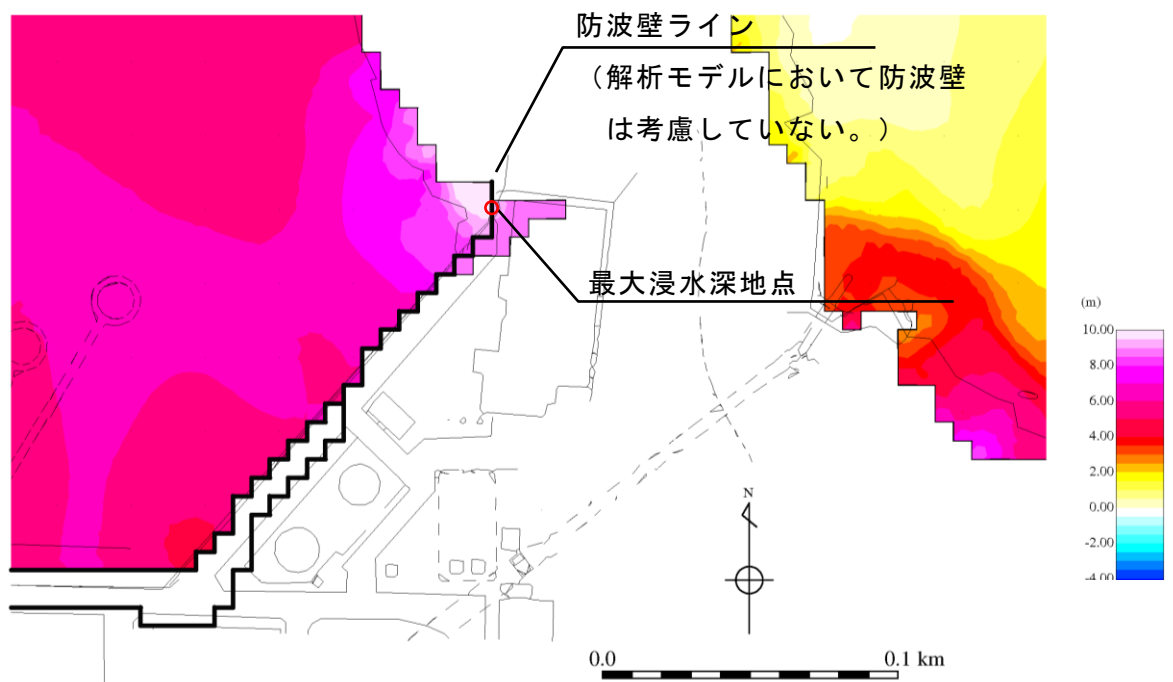 防波壁ライン
（解析モデルにおいて防波壁
は考慮していない。）
最大浸水深地点
(m)
10.00
8.00
6.00
4.00
2.00
0.00
-2.00
-4.00
N
0.0
0.1 km